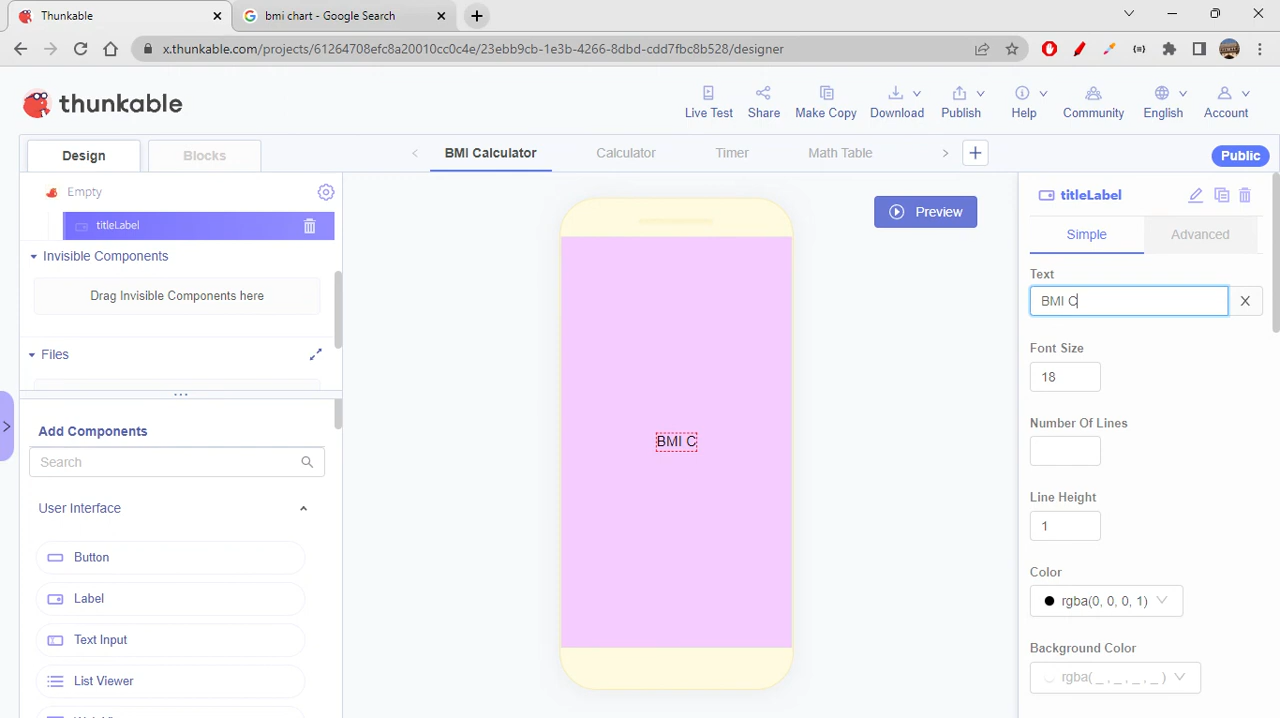 Thunkable
bmi chart - Google Search
x.thunkable.com/projects/61264708efc8a20010cc0c4e/23ebb9cb-1e3b-4266-8dbd-cdd7fbc8b528/designer
thunkable
Live Test
Share
Make Copy
Download
Publish
Help
Community
English
Account
Design
Blocks
BMI Calculator
Calculator
Timer
Math Table
Public
Empty
titleLabel
Invisible Components
Drag Invisible Components here
Files
Add Components
Search
User Interface
Button
Label
Text Input
List Viewer
Preview
BMI C
titleLabel
Simple
Advanced
Text
BMI C
Font Size
18
Number Of Lines
Line Height
1
Color
rgba(0, 0, 0, 1)
Background Color
rgba( _ , _ , _ , _ )